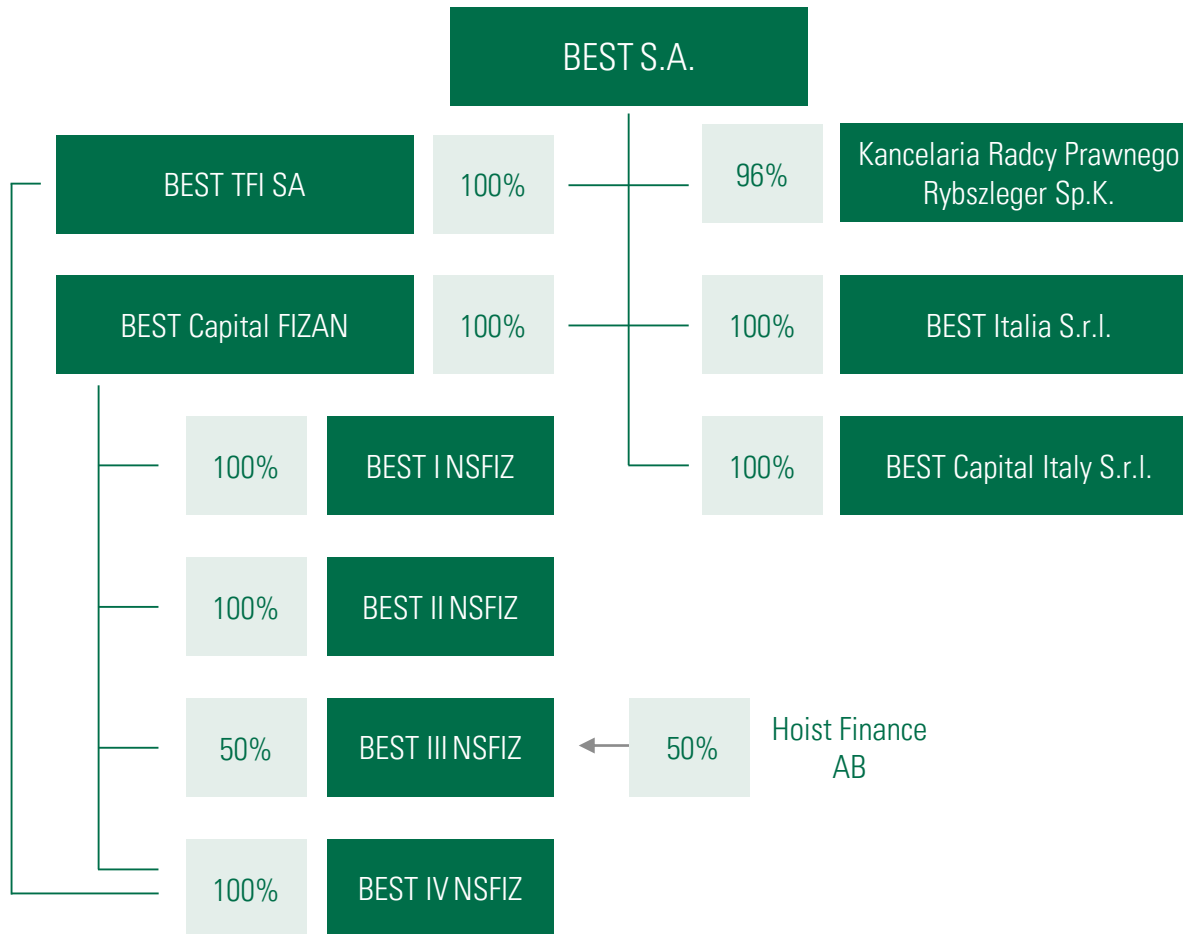 BEST S.A.
BEST TFI SA
100%
96%
Kancelaria Radcy Prawnego
Rybszleger Sp.K.
BEST Capital FIZAN
100%
100%
BEST Italia S.r.l.
100%
BEST I NSFIZ
100%
BEST Capital Italy S.r.l.
100%
BEST II NSFIZ
50%
BEST III NSFIZ
50%
Hoist Finance
AB
100%
BEST IV NSFIZ